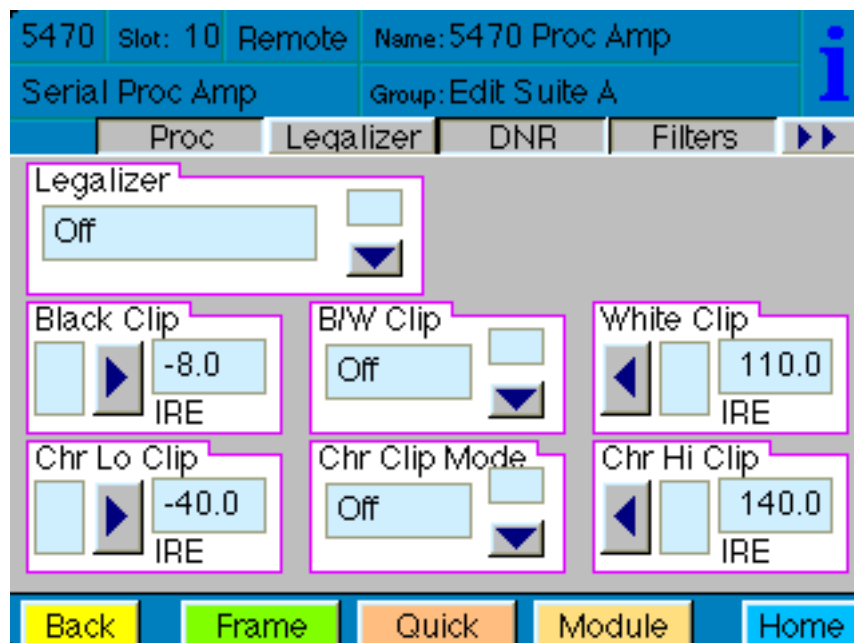 5470 Slot: 10 Remote Name: 5470 Proc Amp
Serial Proc Amp Group: Edit Suite A
i
Proc Legalizer DNR Filters
Legalizer
Off
Black Clip B/W Clip White Clip
-8.0 Off 110.0
IRE IRE
Chr Lo Clip Chr Clip Mode Chr Hi Clip
-40.0 Off 140.0
IRE IRE
Back Frame Quick Module Home